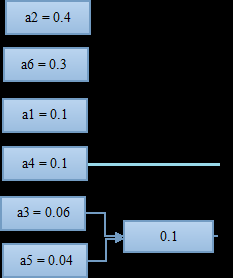 a2 = 0.4
a6 = 0.3
a1 = 0.1
a4 = 0.1
a3 = 0.06
0.1
a5 = 0.04